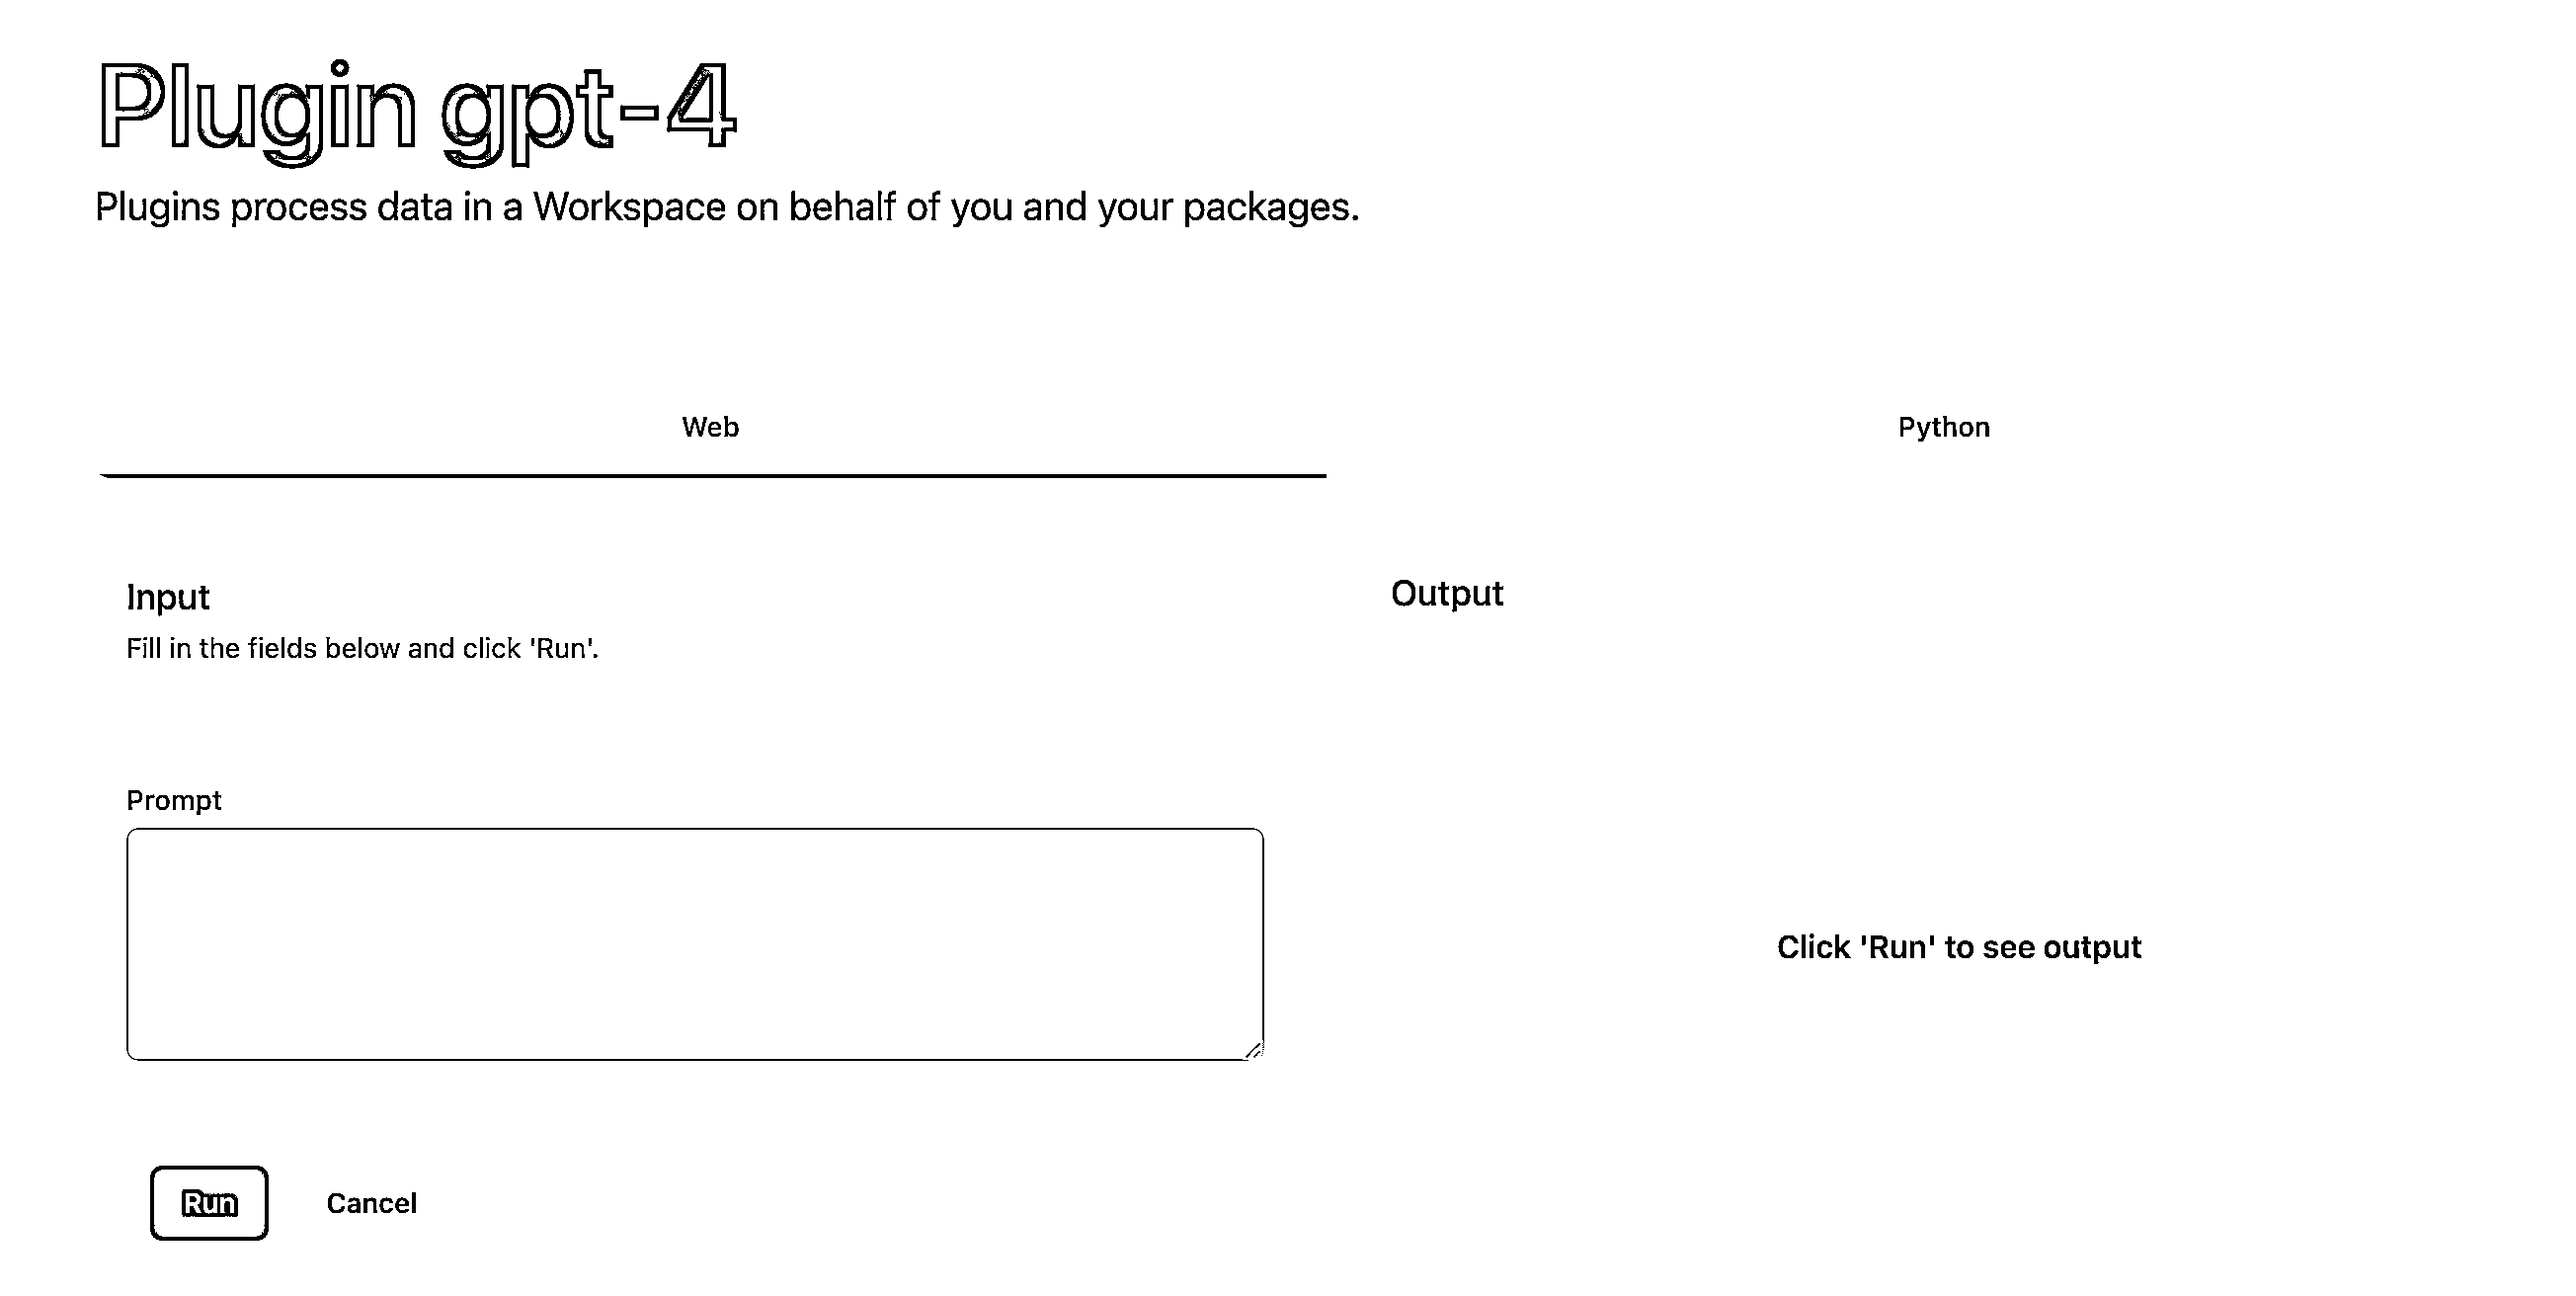 Plugin gpt-4
Plugins process data in a Workspace on behalf of you and your packages.
Web
Python
Input
Fill in the fields below and click 'Run'.
Prompt
Run
Cancel
Output
Click 'Run' to see output